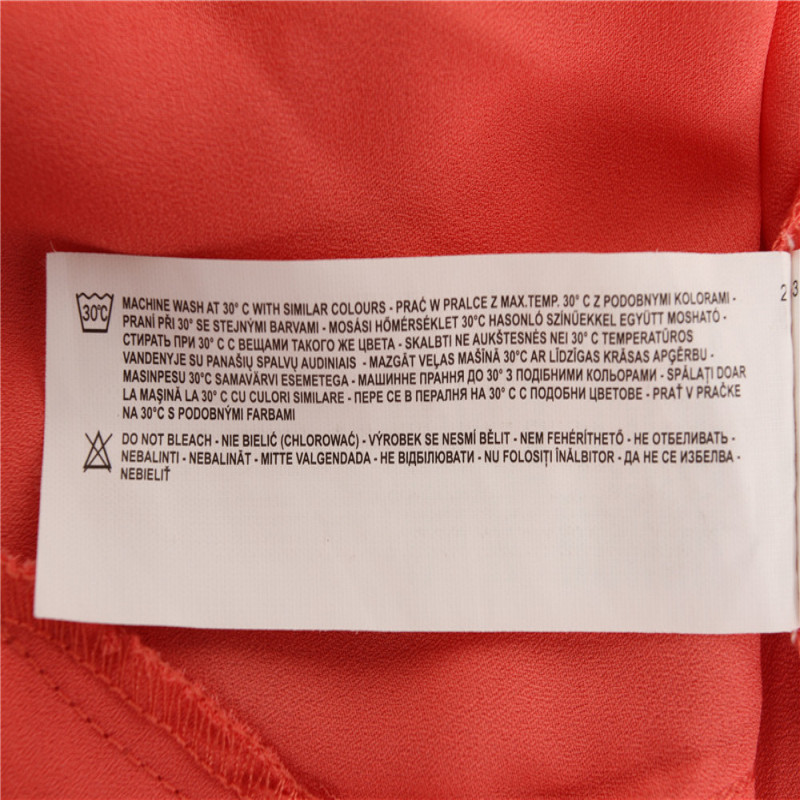 30°C
MACHINE WASH AT 30° C WITH SIMILAR COLOURS - PRAĆ W PRALCE Z MAX.TEMP. 30° C Z PODOBNYMI KOLORAMI -
PRANÍ PŘI 30° SE STEJNÝMI BARVAMI - MOSÁSI HŐMÉRSÉKLET 30°C HASONLÓ SZÍNŰEKKEL EGYÜTT MOSHATÓ -
СТИРАТЬ ПРИ 30° C С ВЕЩАМИ ТАКОГО ЖЕ ЦВЕТА - SKALBTI NE AUKŠTESNĖS NEI 30° C TEMPERATŪROS
VANDENYJE SU PANAŠIŲ SPALVŲ AUDINIAIS - MAZGĀT VEĻAS MAŠĪNĀ 30°C AR LĪDZĪGAS KRĀSAS APĢĒRBU -
MASINPESU 30°C SAMAVÄRVI ESEMETEGA - МАШИННЕ ПРАННЯ ДО 30° З ПОДІБНИМИ КОЛЬОРАМИ - SPĂLAŢI DOAR
LA MAŞINĂ LA 30° C CU CULORI SIMILARE - ПЕРЕ СЕ В ПЕРАЛНЯ НА 30° C С ПОДОБНИ ЦВЕТОВЕ - PRAŤ V PRAČKE
NA 30°C S PODOBNÝMI FARBAMI
DO NOT BLEACH - NIE BIELIĆ (CHLOROWAĆ) - VÝROBEK SE NESMÍ BĚLIT - NEM FEHÉRÍTHETŐ - НЕ ОТБЕЛИВАТЬ -
NEBALINTI - NEBALINĀT - MITTE VALGENDADA - НЕ ВІДБІЛЮВАТИ - NU FOLOSIŢI ÎNĂLBITOR - ДА НЕ СЕ ИЗБЕЛВА -
NEBIELIŤ
2
3